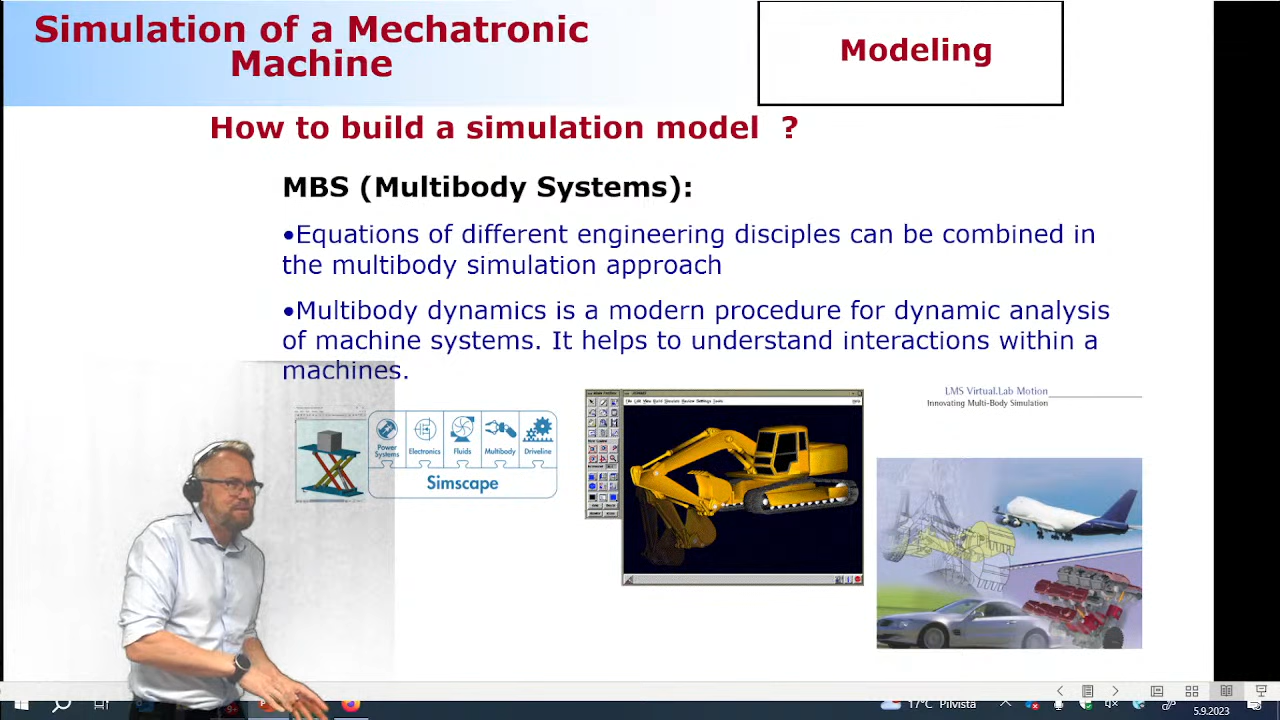 Simulation of a Mechatronic
Machine
Modeling
How to build a simulation model ?
MBS (Multibody Systems):
•Equations of different engineering disciples can be combined in
the multibody simulation approach
•Multibody dynamics is a modern procedure for dynamic analysis
of machine systems. It helps to understand interactions within a
machines.
Power
Systems
Electronics
Fluids
Multibody
Driveline
Simscape
LMS Virtual.Lab Motion
Innovating Multi-Body Simulation
17°C Pilvistä
5.9.2023